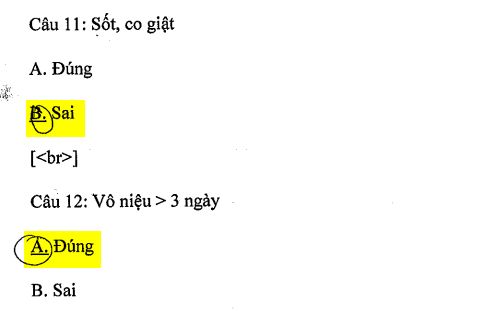 Câu 11: Sốt, co giật
A. Đúng
B. Sai
[<br>]
Câu 12: Vô niệu > 3 ngày
A. Đúng
B. Sai